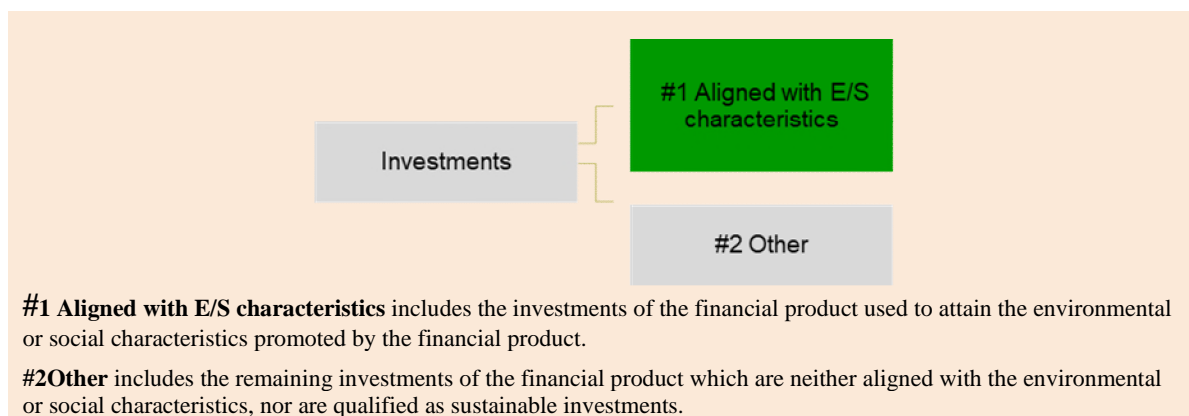 #1 Aligned with E/S
characteristics
Investments
#2 Other
#1 Aligned with E/S characteristics includes the investments of the financial product used to attain the environmental
or social characteristics promoted by the financial product.
#2Other includes the remaining investments of the financial product which are neither aligned with the environmental
or social characteristics, nor are qualified as sustainable investments.